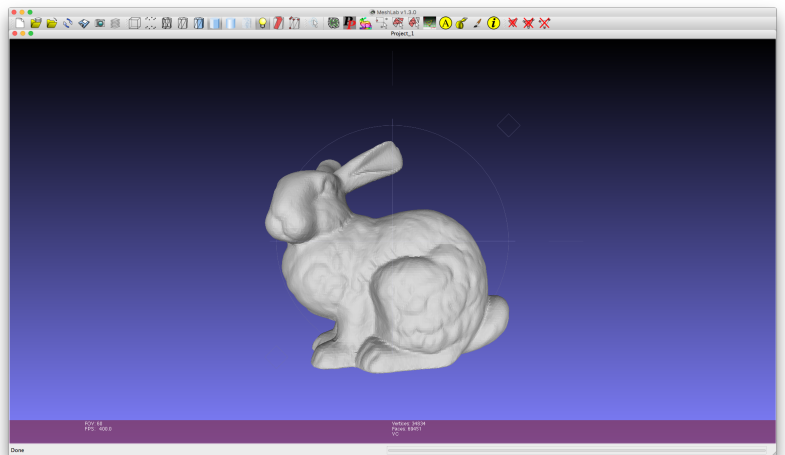 MeshLab v1.3.0
Project_1
FOV: 60
FPS: 400.0
Vertices: 34834
Faces: 69451
VC
Done